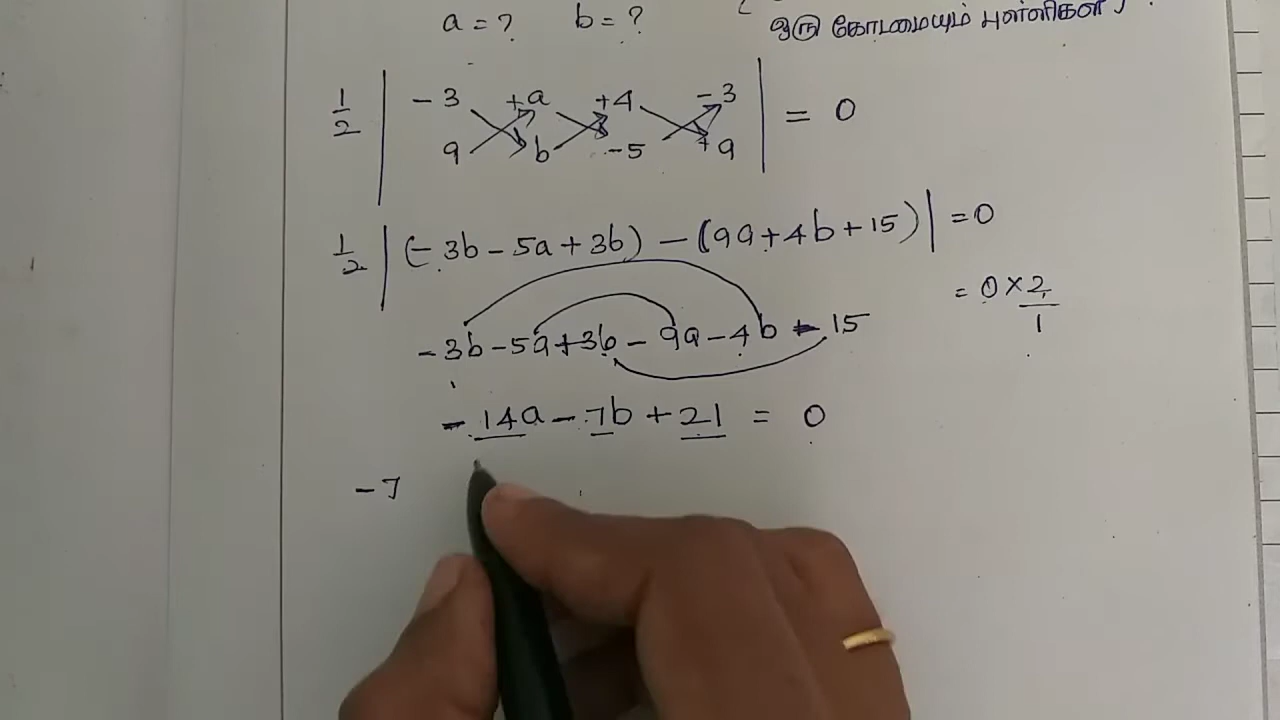 a = ? b = ?
ஒரு கோடமையும் புள்ளிகள்
1/2 | -3 +a +4 -3 | = 0
9 b -5 +9
1/2 |(-3b - 5a + 36) - (9a + 4b + 15)| = 0
= 0 × 2/1
-3b - 5a + 36 - 9a - 4b - 15
-14a - 7b + 21 = 0
-7